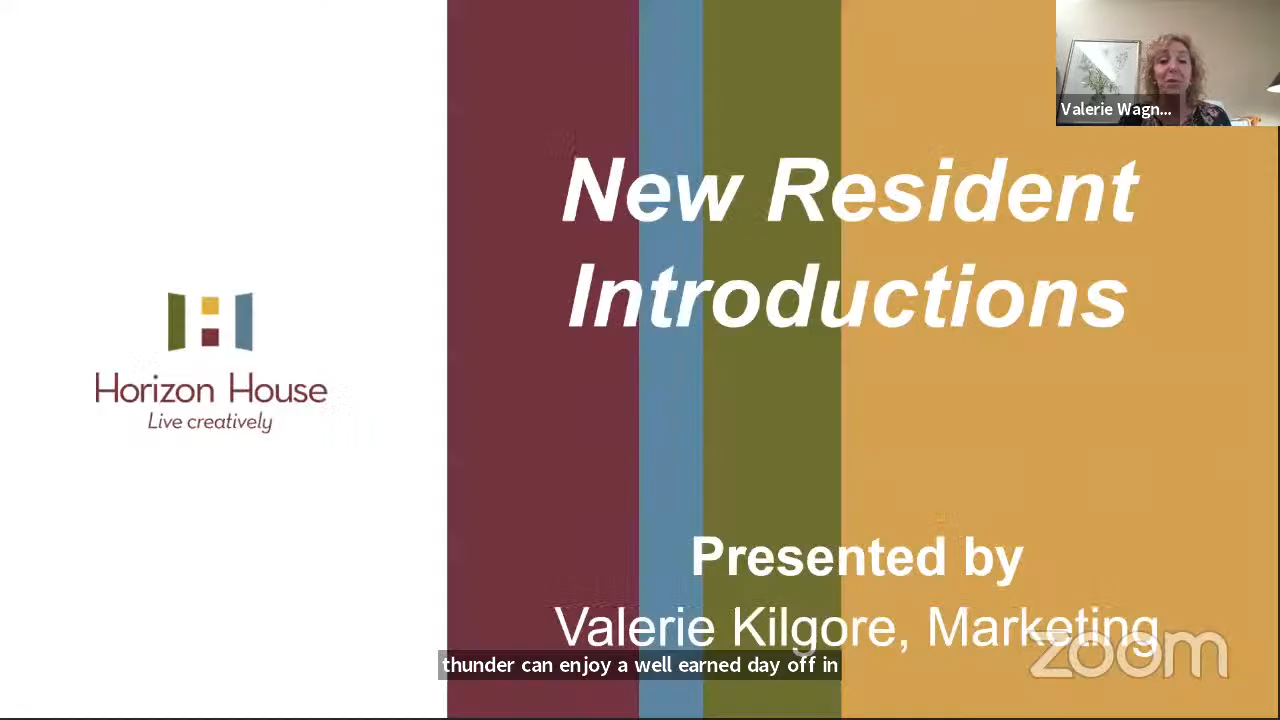 Valerie Wagn...
New Resident
Introductions
Horizon House
Live creatively
Presented by
Valerie Kilgore, Marketing
zoom
thunder can enjoy a well earned day off in